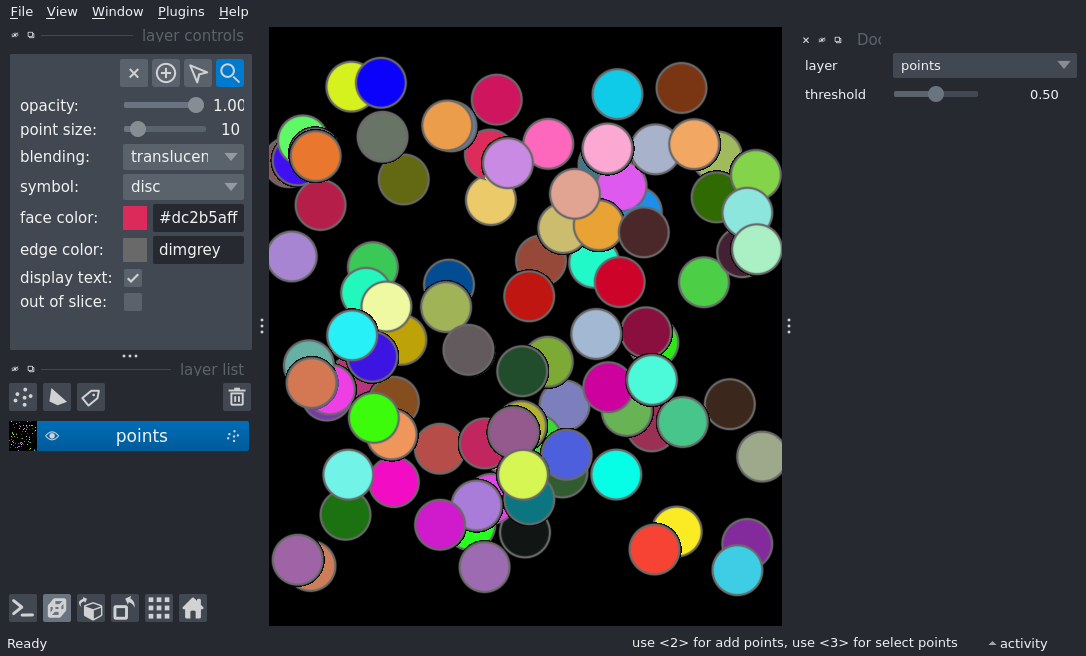 File View Window Plugins Help
layer controls
opacity: 1.00
point size: 10
blending: translucen
symbol: disc
face color: #dc2b5aff
edge color: dimgrey
display text:
out of slice:
layer list
points
Doc
layer points
threshold 0.50
Ready
use <2> for add points, use <3> for select points
activity